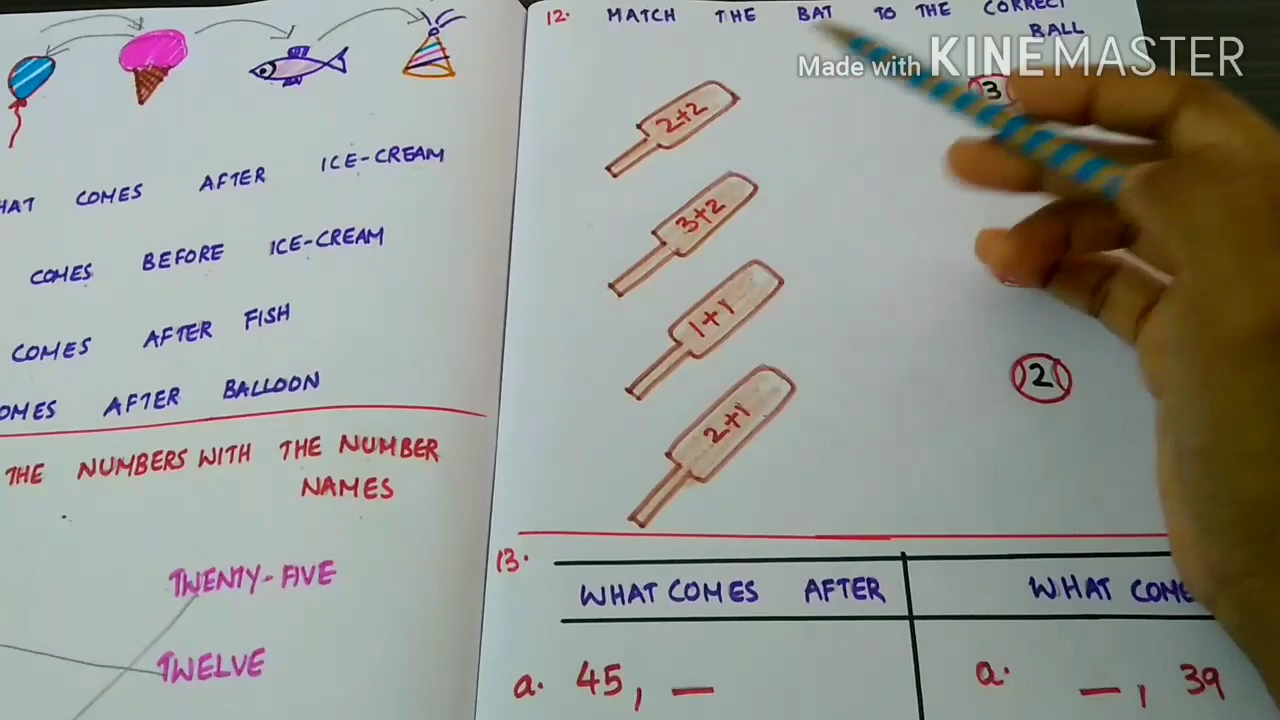 COMES AFTER ICE-CREAM
COMES BEFORE ICE-CREAM
COMES AFTER FISH
AFTER BALLOON
THE NUMBERS WITH THE NUMBER
NAMES
TWENTY-FIVE
TWELVE
12. MATCH THE BAT TO THE CORRECT
BALL
Made with KINEMASTER
2+2
3
3+2
1+1
2
2+1
13.
WHAT COMES AFTER
WHAT COME
a. 45, _
a. _, 39